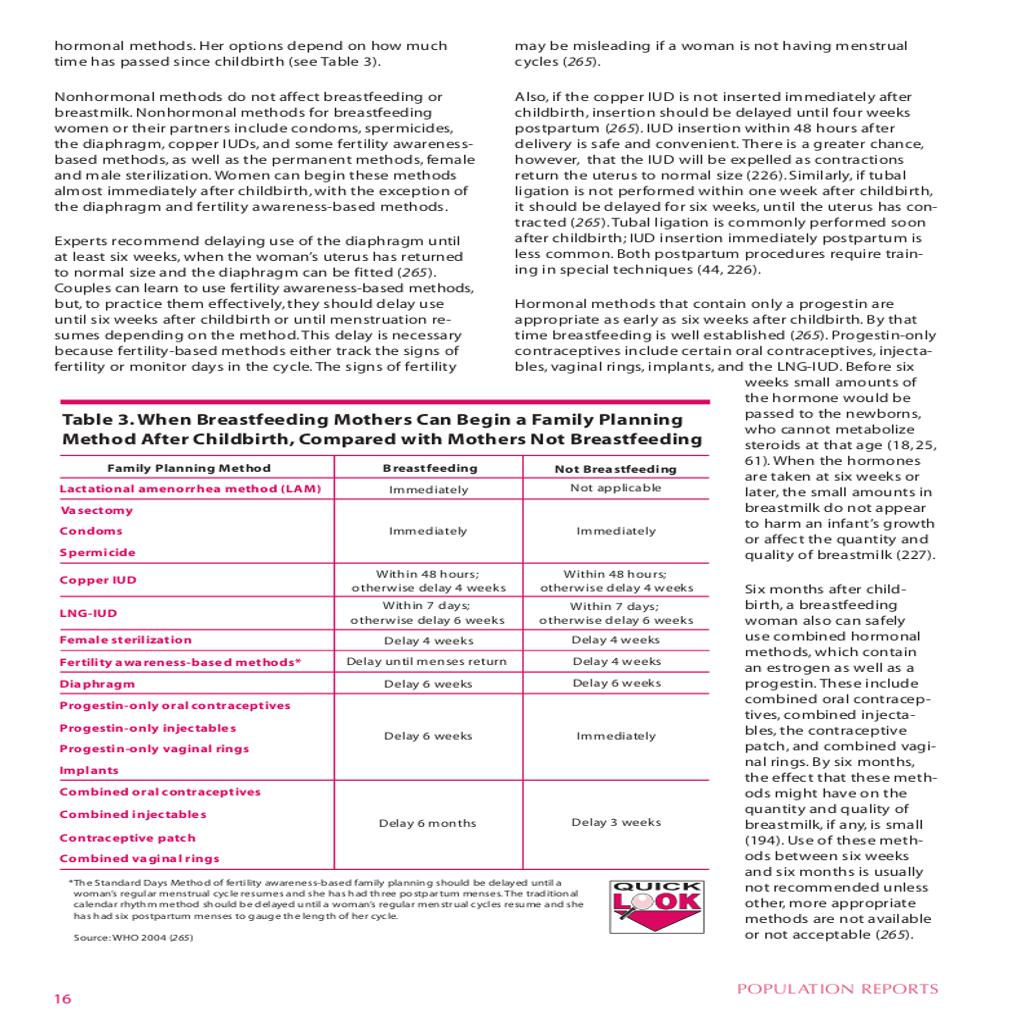 hormonal methods. Her options depend on how much
time has passed since childbirth (see Table 3).
Nonhormonal methods do not affect breastfeeding or
breastmilk. Nonhormonal methods for breastfeeding
women or their partners include condoms, spermicides,
the diaphragm, copper IUDs, and some fertility awareness-
based methods, as well as the permanent methods, female
and male sterilization. Women can begin these methods
almost immediately after childbirth, with the exception of
the diaphragm and fertility awareness-based methods.
Experts recommend delaying use of the diaphragm until
at least six weeks, when the woman's uterus has returned
to normal size and the diaphragm can be fitted (265).
Couples can learn to use fertility awareness-based methods,
but, to practice them effectively, they should delay use
until six weeks after childbirth or until menstruation re-
sumes depending on the method. This delay is necessary
because fertility-based methods either track the signs of
fertility or monitor days in the cycle. The signs of fertility
may be misleading if a woman is not having menstrual
cycles (265).
Also, if the copper IUD is not inserted immediately after
childbirth, insertion should be delayed until four weeks
postpartum (265). IUD insertion within 48 hours after
delivery is safe and convenient. There is a greater chance,
however, that the IUD will be expelled as contractions
return the uterus to normal size (226). Similarly, if tubal
ligation is not performed within one week after childbirth,
it should be delayed for six weeks, until the uterus has con-
tracted (265). Tubal ligation is commonly performed soon
after childbirth; IUD insertion immediately postpartum is
less common. Both postpartum procedures require train-
ing in special techniques (44, 226).
Hormonal methods that contain only a progestin are
appropriate as early as six weeks after childbirth. By that
time breastfeeding is well established (265). Progestin-only
contraceptives include certain oral contraceptives, injecta-
bles, vaginal rings, implants, and the LNG-IUD. Before six
weeks small amounts of
the hormone would be
passed to the newborns,
who cannot metabolize
steroids at that age (18, 25,
61). When the hormones
are taken at six weeks or
later, the small amounts in
breastmilk do not appear
to harm an infant's growth
or affect the quantity and
quality of breastmilk (227).
Six months after child-
birth, a breastfeeding
woman also can safely
use combined hormonal
methods, which contain
an estrogen as well as a
progestin. These include
combined oral contracep-
tives, combined injecta-
bles, the contraceptive
patch, and combined vagi-
nal rings. By six months,
the effect that these meth-
ods might have on the
quantity and quality of
breastmilk, if any, is small
(194). Use of these meth-
ods between six weeks
and six months is usually
not recommended unless
other, more appropriate
methods are not available
or not acceptable (265).
Table 3. When Breastfeeding Mothers Can Begin a Family Planning
Method After Childbirth, Compared with Mothers Not Breastfeeding
Family Planning Method Breastfeeding Not Breastfeeding
Lactational amenorrhea method (LAM) Immediately Not applicable
Vasectomy
Condoms Immediately Immediately
Spermicide
Copper IUD Within 48 hours; otherwise delay 4 weeks Within 48 hours; otherwise delay 4 weeks
LNG-IUD Within 7 days; otherwise delay 6 weeks Within 7 days; otherwise delay 6 weeks
Female sterilization Delay 4 weeks Delay 4 weeks
Fertility awareness-based methods* Delay until menses return Delay 4 weeks
Diaphragm Delay 6 weeks Delay 6 weeks
Progestin-only oral contraceptives
Progestin-only injectables Delay 6 weeks Immediately
Progestin-only vaginal rings
Implants
Combined oral contraceptives
Combined injectables Delay 6 months Delay 3 weeks
Contraceptive patch
Combined vaginal rings
*The Standard Days Method of fertility awareness-based family planning should be delayed until a
woman's regular menstrual cycle resumes and she has had three postpartum menses. The traditional
calendar rhythm method should be delayed until a woman's regular menstrual cycles resume and she
has had six postpartum menses to gauge the length of her cycle.
Source: WHO 2004 (265)
QUICK
LOOK
16
POPULATION REPORTS